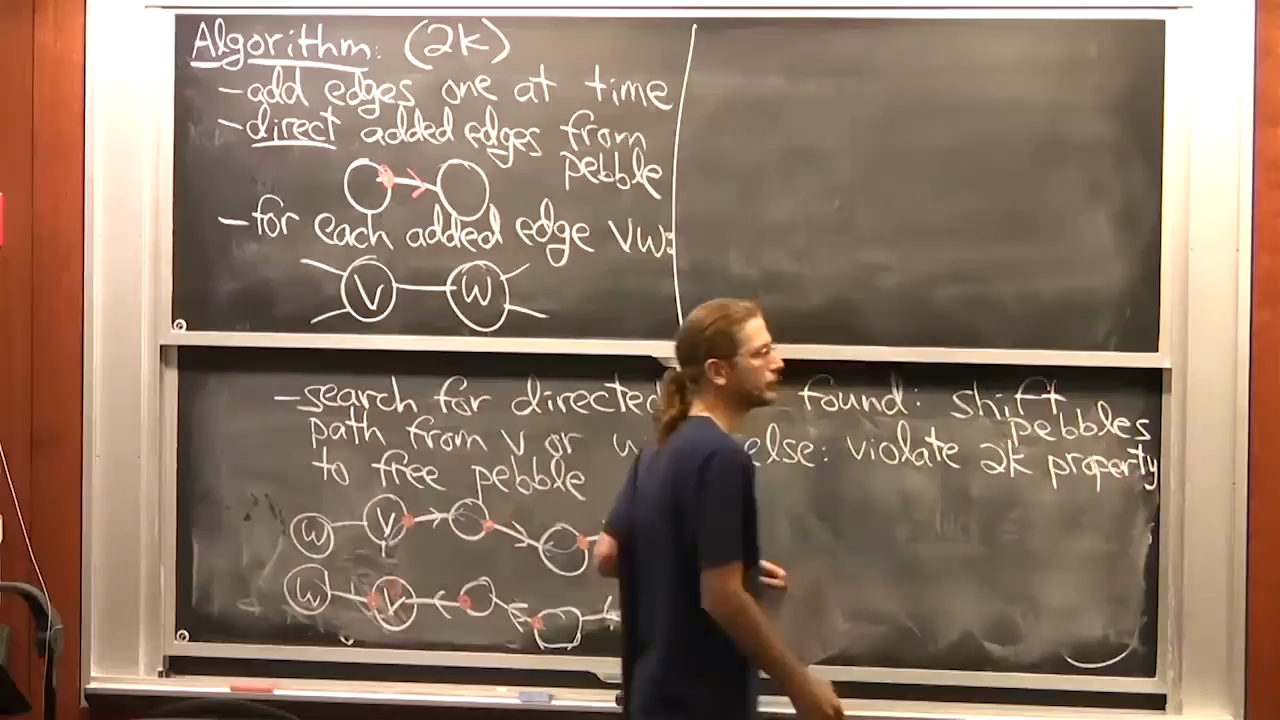 Algorithm: (2k)
- add edges one at time
- direct added edges from
pebble
- for each added edge vw:
V W
- search for directed
path from v or w
to free pebble
found: shift
pebbles
else: violate 2k property
W V
W V